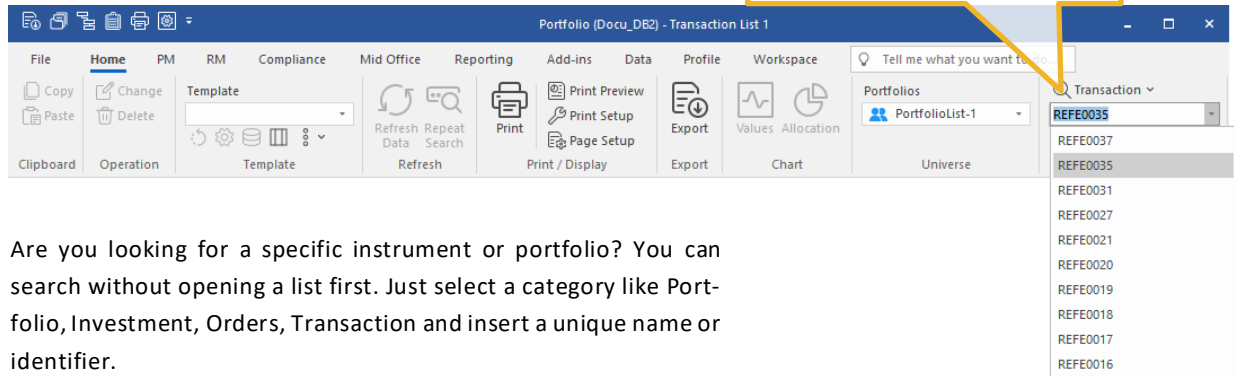 Portfolio (Docu_DB2) - Transaction List 1
File Home PM RM Compliance Mid Office Reporting Add-ins Data Profile Workspace Tell me what you want to do...
Copy
Paste
Clipboard
Change
Delete
Operation
Template
Template
Refresh Data
Repeat Search
Refresh
Print
Print Preview
Print Setup
Page Setup
Print / Display
Export
Export
Values
Allocation
Chart
Portfolios
PortfolioList-1
Universe
Transaction
REFE0035
REFE0037
REFE0035
REFE0031
REFE0027
REFE0021
REFE0020
REFE0019
REFE0018
REFE0017
REFE0016
Are you looking for a specific instrument or portfolio? You can
search without opening a list first. Just select a category like Port-
folio, Investment, Orders, Transaction and insert a unique name or
identifier.